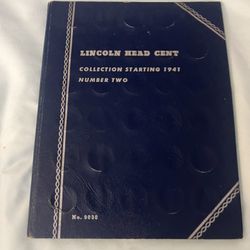 LINCOLN HEAD CENT
COLLECTION STARTING 1941
NUMBER TWO
No. 9030